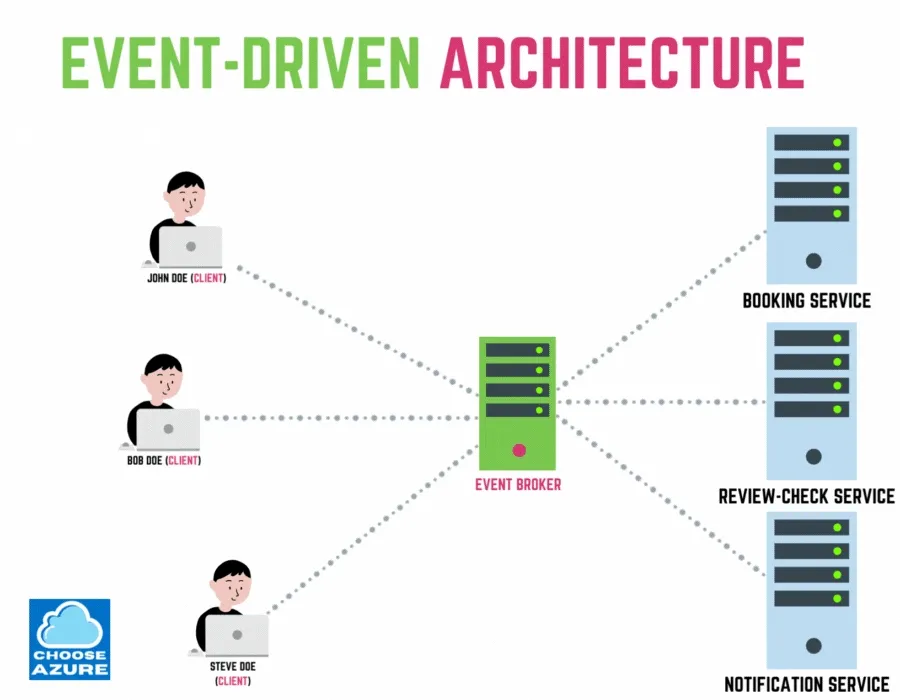 EVENT-DRIVEN ARCHITECTURE
JOHN DOE (CLIENT)
BOOKING SERVICE
BOB DOE (CLIENT)
EVENT BROKER
REVIEW-CHECK SERVICE
STEVE DOE
(CLIENT)
CHOOSE
AZURE
NOTIFICATION SERVICE